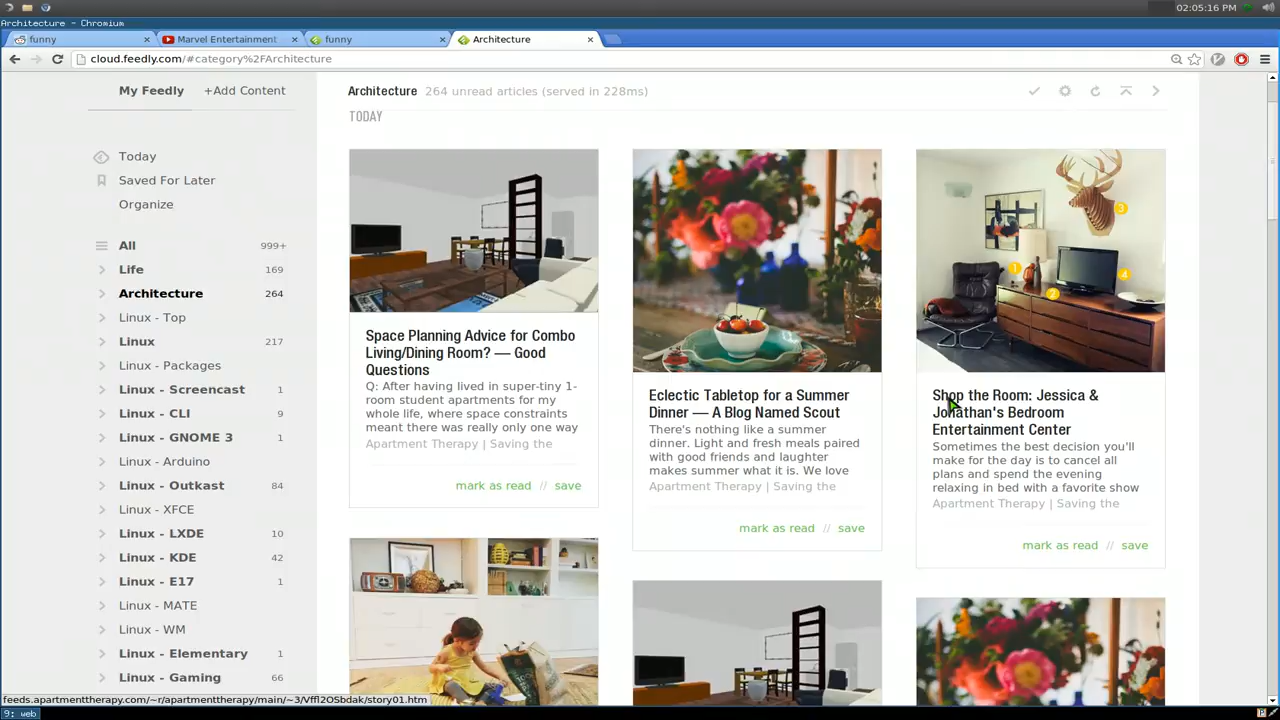 02:05:16 PM
Architecture - Chromium
funny
Marvel Entertainment
funny
Architecture
cloud.feedly.com/#category%2FArchitecture
My Feedly
+Add Content
Today
Saved For Later
Organize
All 999+
Life 169
Architecture 264
Linux - Top
Linux 217
Linux - Packages
Linux - Screencast 1
Linux - CLI 9
Linux - GNOME 3 1
Linux - Arduino
Linux - Outkast 84
Linux - XFCE
Linux - LXDE 10
Linux - KDE 42
Linux - E17 1
Linux - MATE
Linux - WM
Linux - Elementary 1
Linux - Gaming 66
Architecture 264 unread articles (served in 228ms)
TODAY
Space Planning Advice for Combo
Living/Dining Room? — Good
Questions
Q: After having lived in super-tiny 1-
room student apartments for my
whole life, where space constraints
meant there was really only one way
Apartment Therapy | Saving the
mark as read // save
Eclectic Tabletop for a Summer
Dinner — A Blog Named Scout
There's nothing like a summer
dinner. Light and fresh meals paired
with good friends and laughter
makes summer what it is. We love
Apartment Therapy | Saving the
mark as read // save
3
1
4
2
Shop the Room: Jessica &
Jonathan's Bedroom
Entertainment Center
Sometimes the best decision you'll
make for the day is to cancel all
plans and spend the evening
relaxing in bed with a favorite show
Apartment Therapy | Saving the
mark as read // save
feeds.apartmenttherapy.com/~r/apartmenttherapy/main/~3/Vffl2OSbdak/story01.htm
9: web